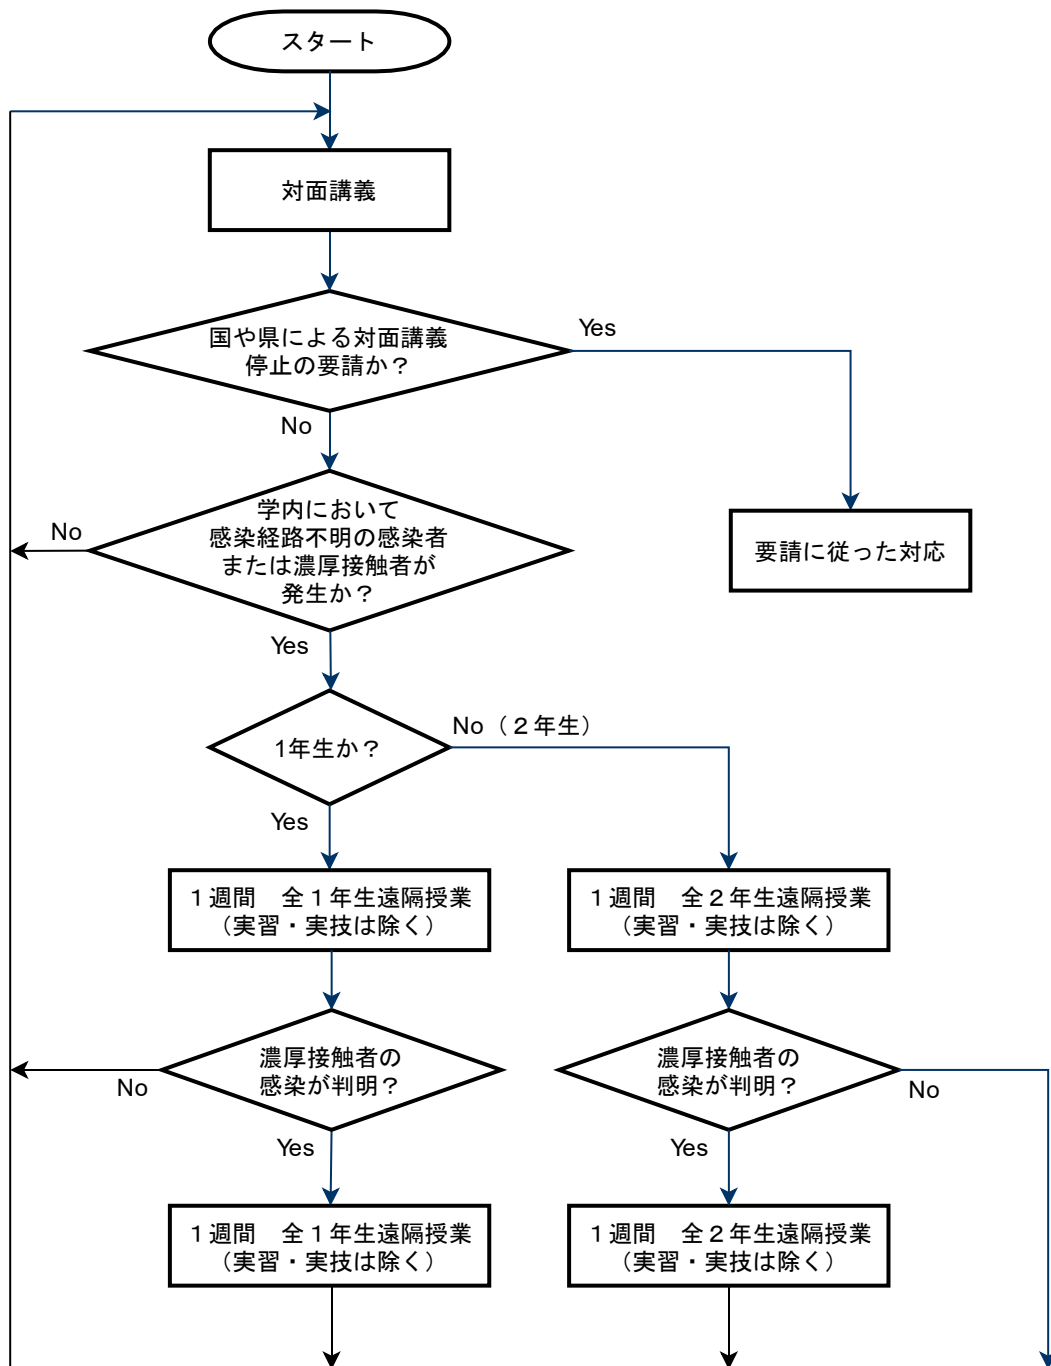 スタート
対面講義
国や県による対面講義
停止の要請か？
Yes
No
学内において
感染経路不明の感染者
または濃厚接触者が
発生か？
No
要請に従った対応
Yes
1年生か？
No（２年生）
Yes
１週間　全１年生遠隔授業
（実習・実技は除く）
１週間　全２年生遠隔授業
（実習・実技は除く）
濃厚接触者の
感染が判明？
No
Yes
濃厚接触者の
感染が判明？
No
Yes
１週間　全１年生遠隔授業
（実習・実技は除く）
１週間　全２年生遠隔授業
（実習・実技は除く）